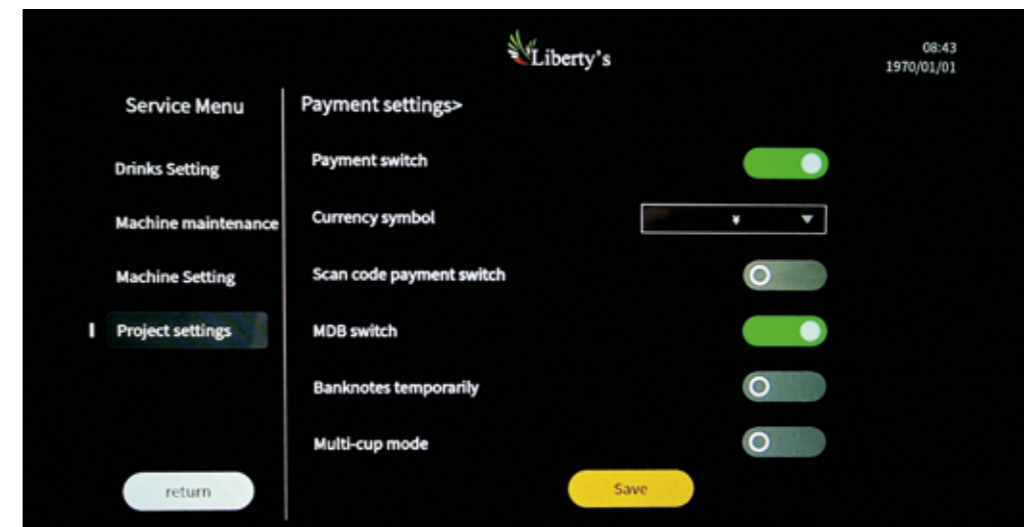 Liberty's
08:43
1970/01/01
Service Menu
Drinks Setting
Machine maintenance
Machine Setting
Project settings
return
Payment settings>
Payment switch
Currency symbol
¥
Scan code payment switch
MDB switch
Banknotes temporarily
Multi-cup mode
Save